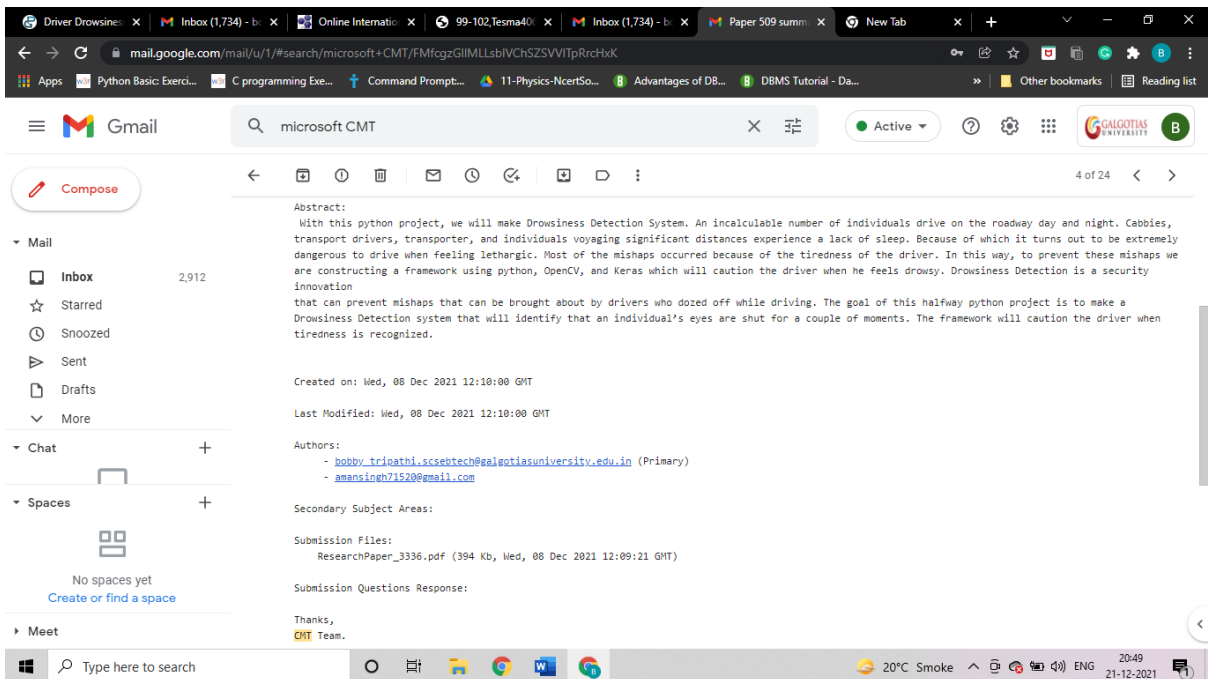 Driver Drowsines
Inbox (1,734) - bc
Online Internatio
99-102,Tesma40
Inbox (1,734) - bc
Paper 509 summ
New Tab
mail.google.com/mail/u/1/#search/microsoft+CMT/
Apps
Python Basic: Exerci...
C programming Exe...
Command Prompt:...
11-Physics-NcertSo...
Advantages of DB...
DBMS Tutorial - Da...
»
Other bookmarks
Reading list
Gmail
microsoft CMT
Active
GALGOTIAS UNIVERSITY
B
Compose
4 of 24
Mail
Inbox 2,912
Starred
Snoozed
Sent
Drafts
More
Chat
Spaces
No spaces yet
Create or find a space
Meet
Abstract:
With this python project, we will make Drowsiness Detection System. An incalculable number of individuals drive on the roadway day and night. Cabbies,
transport drivers, transporter, and individuals voyaging significant distances experience a lack of sleep. Because of which it turns out to be extremely
dangerous to drive when feeling lethargic. Most of the mishaps occurred because of the tiredness of the driver. In this way, to prevent these mishaps we
are constructing a framework using python, OpenCV, and Keras which will caution the driver when he feels drowsy. Drowsiness Detection is a security
innovation
that can prevent mishaps that can be brought about by drivers who dozed off while driving. The goal of this halfway python project is to make a
Drowsiness Detection system that will identify that an individual's eyes are shut for a couple of moments. The framework will caution the driver when
tiredness is recognized.
Created on: Wed, 08 Dec 2021 12:10:00 GMT
Last Modified: Wed, 08 Dec 2021 12:10:00 GMT
Authors:
- bobby_tripathi.scsebtech@galgotiasuniversity.edu.in (Primary)
- amansingh71520@gmail.com
Secondary Subject Areas:
Submission Files:
ResearchPaper_3336.pdf (394 Kb, Wed, 08 Dec 2021 12:09:21 GMT)
Submission Questions Response:
Thanks,
CMT Team.
Type here to search
20°C Smoke
ENG
20:49
21-12-2021